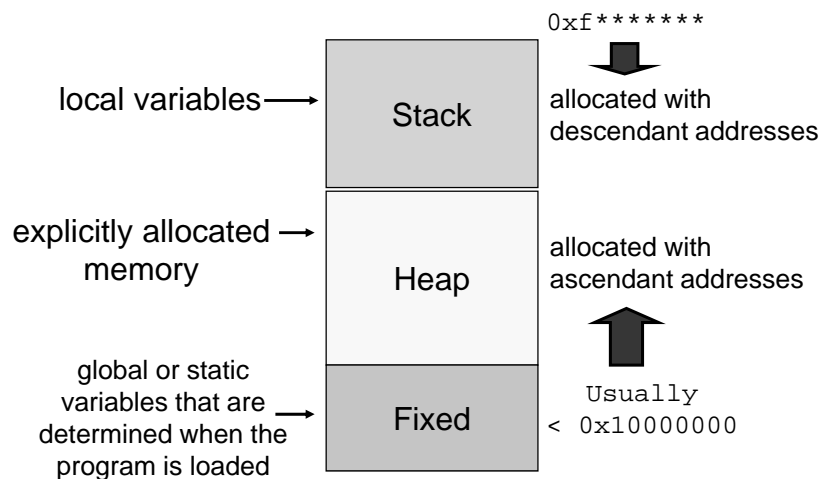 0xf*******
local variables
Stack
allocated with
descendant addresses
explicitly allocated
memory
Heap
allocated with
ascendant addresses
global or static
variables that are
determined when the
program is loaded
Fixed
Usually
< 0x10000000